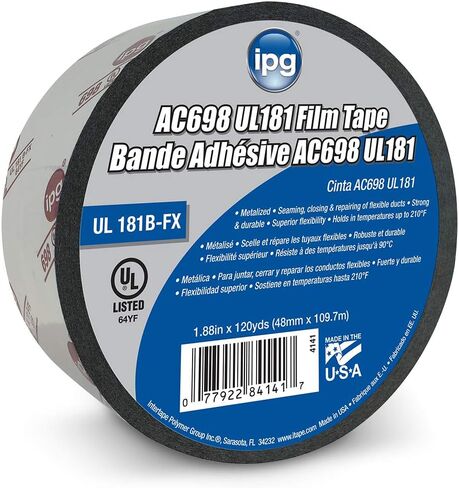 ipg
AC698 UL181 Film Tape
Bande Adhésive AC698 UL181
Cinta AC698 UL181
UL 181B-FX
• Metalized • Seaming, closing & repairing of flexible ducts • Strong
& durable • Superior flexibility • Holds in temperatures up to 210°F
• Métalisé • Scelle et répare les tuyaux flexibles • Robuste et durable
• Flexibilité supérieur • Résiste à des températures jusqu'à 90°C
• Metálica • Para juntar, cerrar y reparar los conductos flexibles • Fuerte y durable
• Flexibilidad superior • Sostiene en temperaturas hasta 210°F
UL
LISTED
64YF
1.88in x 120yds (48mm x 109.7m)
4141
0 77922 84141 7
MADE IN THE
U·S·A
Intertape Polymer Group Inc.®, Sarasota, FL 34232 www.itape.com Made in USA • Fabriqué aux E.-U. • Fabricado en EE. UU.
ipg
698